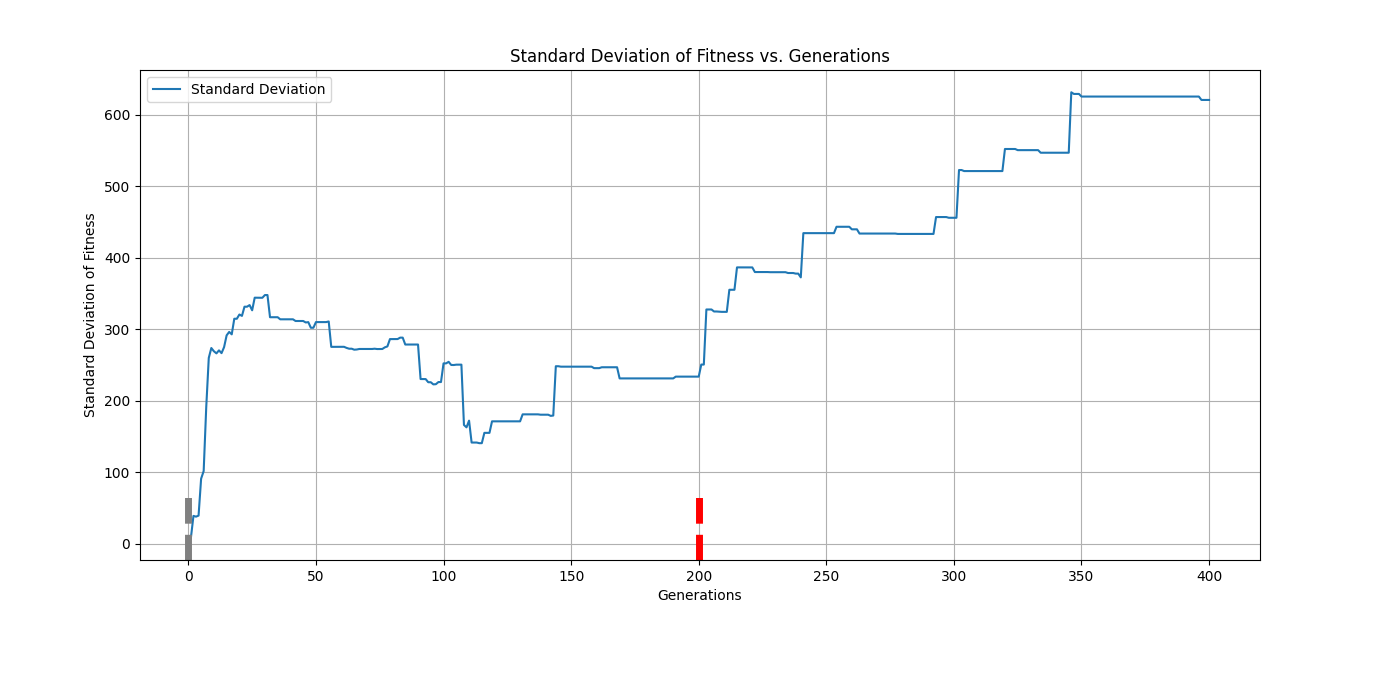 Standard Deviation of Fitness vs. Generations
Standard Deviation
Standard Deviation of Fitness
600
500
400
300
200
100
0
0 50 100 150 200 250 300 350 400
Generations